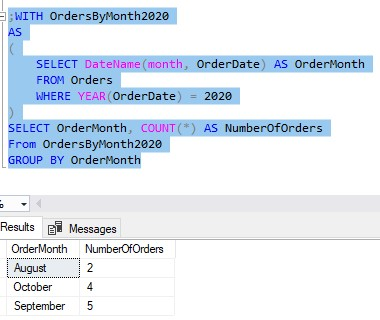 ;WITH OrdersByMonth2020
AS
(
SELECT DateName(month, OrderDate) AS OrderMonth
FROM Orders
WHERE YEAR(OrderDate) = 2020
)
SELECT OrderMonth, COUNT(*) AS NumberOfOrders
From OrdersByMonth2020
GROUP BY OrderMonth
%
Results Messages
OrderMonth NumberOfOrders
August 2
October 4
September 5